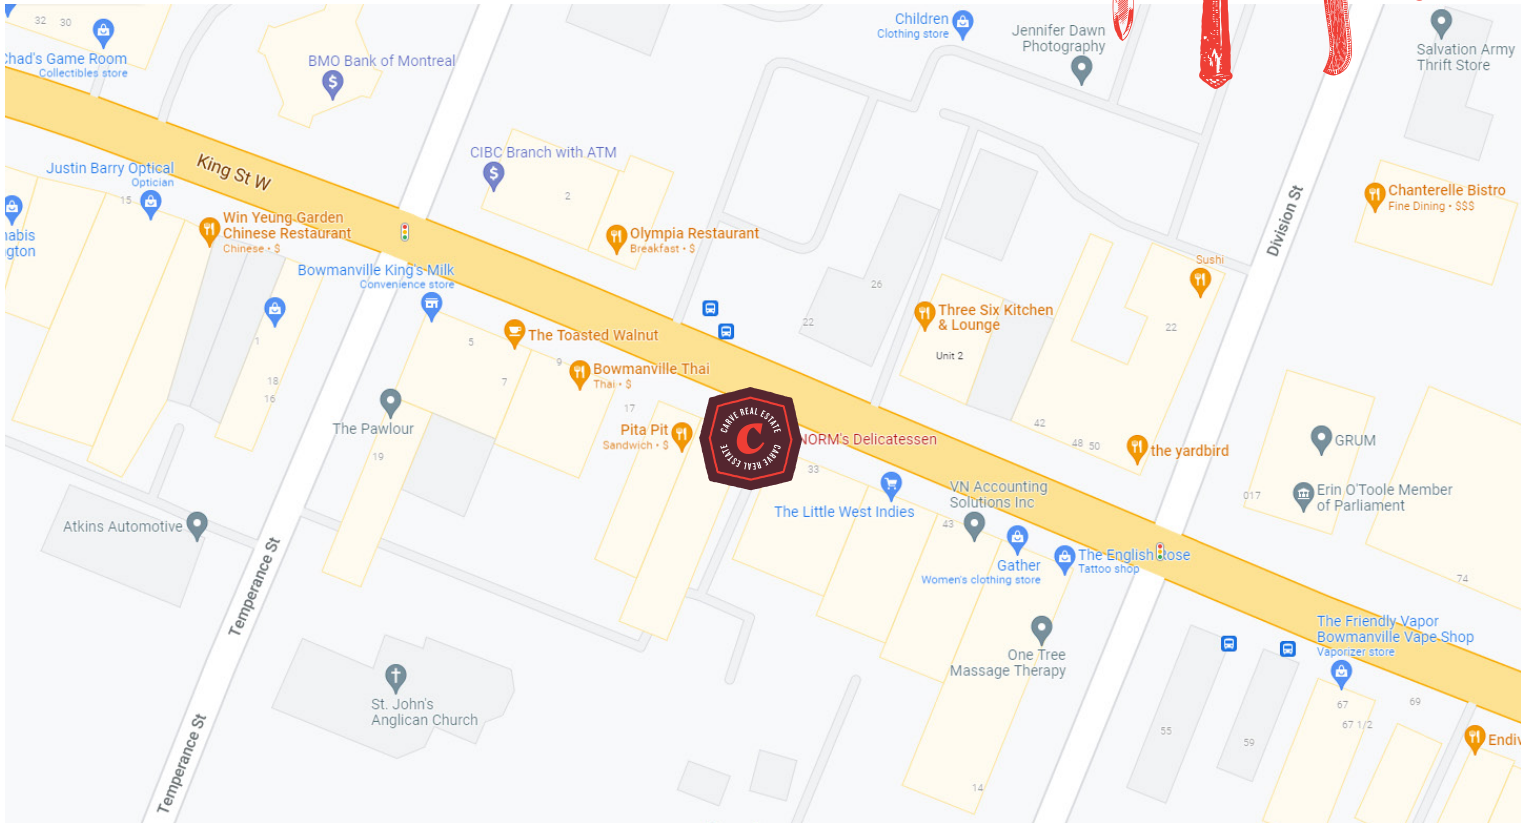 32
30
Chad's Game Room
Collectibles store
BMO Bank of Montreal
Children
Clothing store
Jennifer Dawn
Photography
Salvation Army
Thrift Store
King St W
Justin Barry Optical
Optician
15
CIBC Branch with ATM
2
Win Yeung Garden
Chinese Restaurant
Chinese • $
Olympia Restaurant
Breakfast • $
Division St
Chanterelle Bistro
Fine Dining • $$$
Sushi
Bowmanville King's Milk
Convenience store
26
22
Three Six Kitchen
& Lounge
Unit 2
22
1
5
The Toasted Walnut
9
Bowmanville Thai
Thai • $
7
18
16
17
The Pawlour
19
Pita Pit
Sandwich • $
CARVE REAL ESTATE
C
CARVE REAL ESTATE
NORM's Delicatessen
33
42
48
50
the yardbird
GRUM
017
Erin O'Toole Member
of Parliament
The Little West Indies
VN Accounting
Solutions Inc
43
Gather
Women's clothing store
The English Rose
Tattoo shop
Atkins Automotive
Temperance St
74
The Friendly Vapor
Bowmanville Vape Shop
Vaporizer store
One Tree
Massage Therapy
St. John's
Anglican Church
67
67 1/2
69
55
59
14
Temperance St